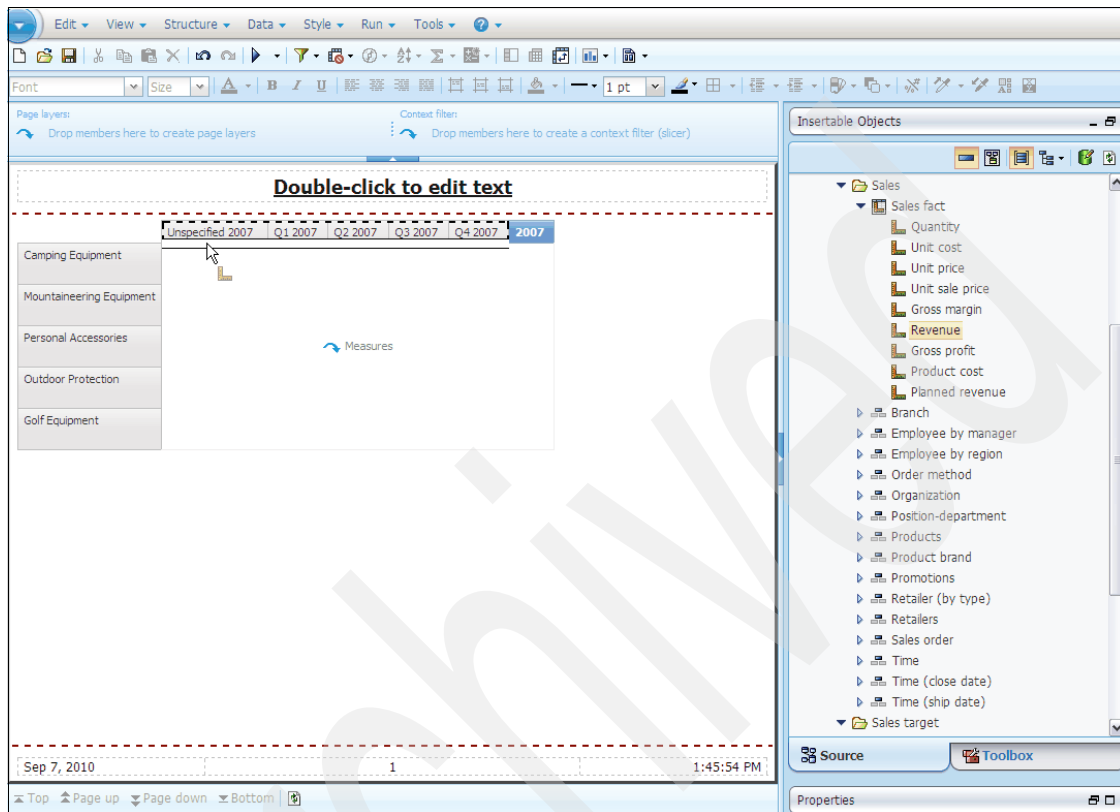 Edit View Structure Data Style Run Tools
Font Size B I U 1 pt
Page layers:
Drop members here to create page layers
Context filter:
Drop members here to create a context filter (slicer)
Double-click to edit text
Unspecified 2007 Q1 2007 Q2 2007 Q3 2007 Q4 2007 2007
Camping Equipment
Mountaineering Equipment
Personal Accessories
Outdoor Protection
Golf Equipment
Measures
Sep 7, 2010 1 1:45:54 PM
Top Page up Page down Bottom
Insertable Objects
Sales
Sales fact
Quantity
Unit cost
Unit price
Unit sale price
Gross margin
Revenue
Gross profit
Product cost
Planned revenue
Branch
Employee by manager
Employee by region
Order method
Organization
Position-department
Products
Product brand
Promotions
Retailer (by type)
Retailers
Sales order
Time
Time (close date)
Time (ship date)
Sales target
Source Toolbox
Properties